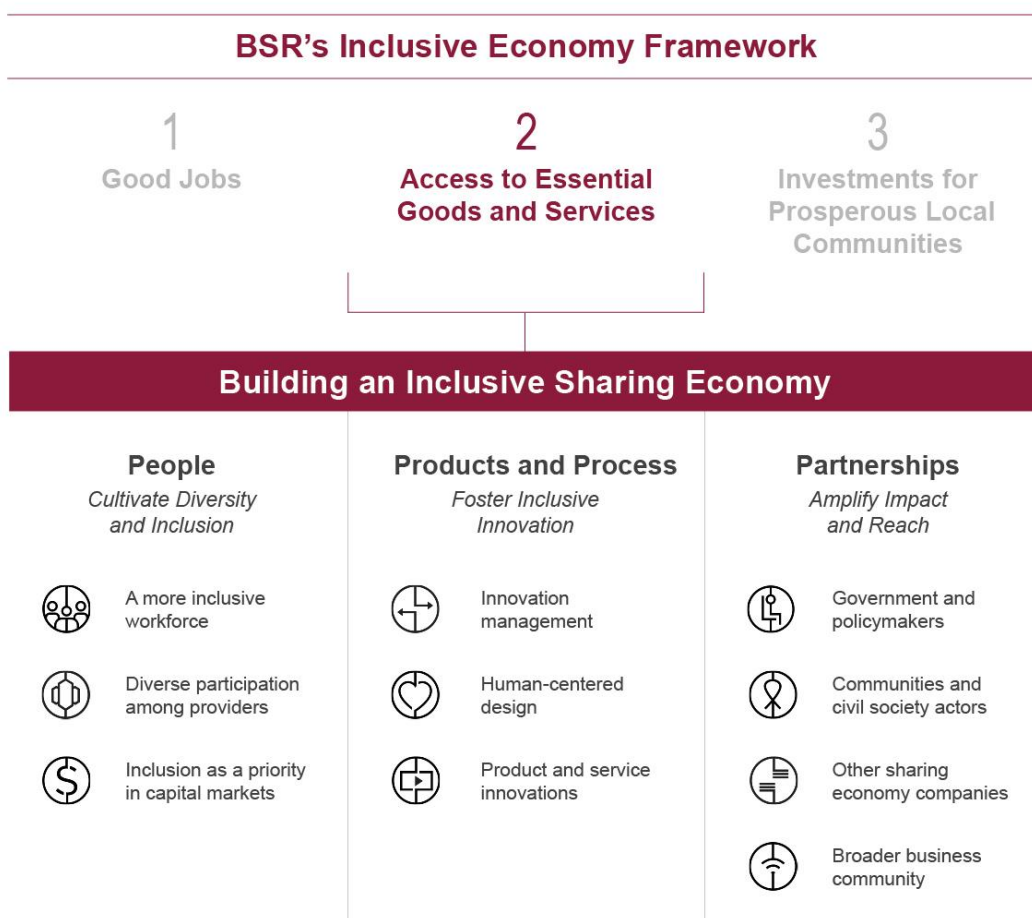 BSR’s Inclusive Economy Framework
1
Good Jobs
2
Access to Essential
Goods and Services
3
Investments for
Prosperous Local
Communities
Building an Inclusive Sharing Economy
People
Cultivate Diversity
and Inclusion
A more inclusive
workforce
Diverse participation
among providers
$
Inclusion as a priority
in capital markets
Products and Process
Foster Inclusive
Innovation
Innovation
management
Human-centered
design
Product and service
innovations
Partnerships
Amplify Impact
and Reach
Government and
policymakers
Communities and
civil society actors
Other sharing
economy companies
Broader business
community